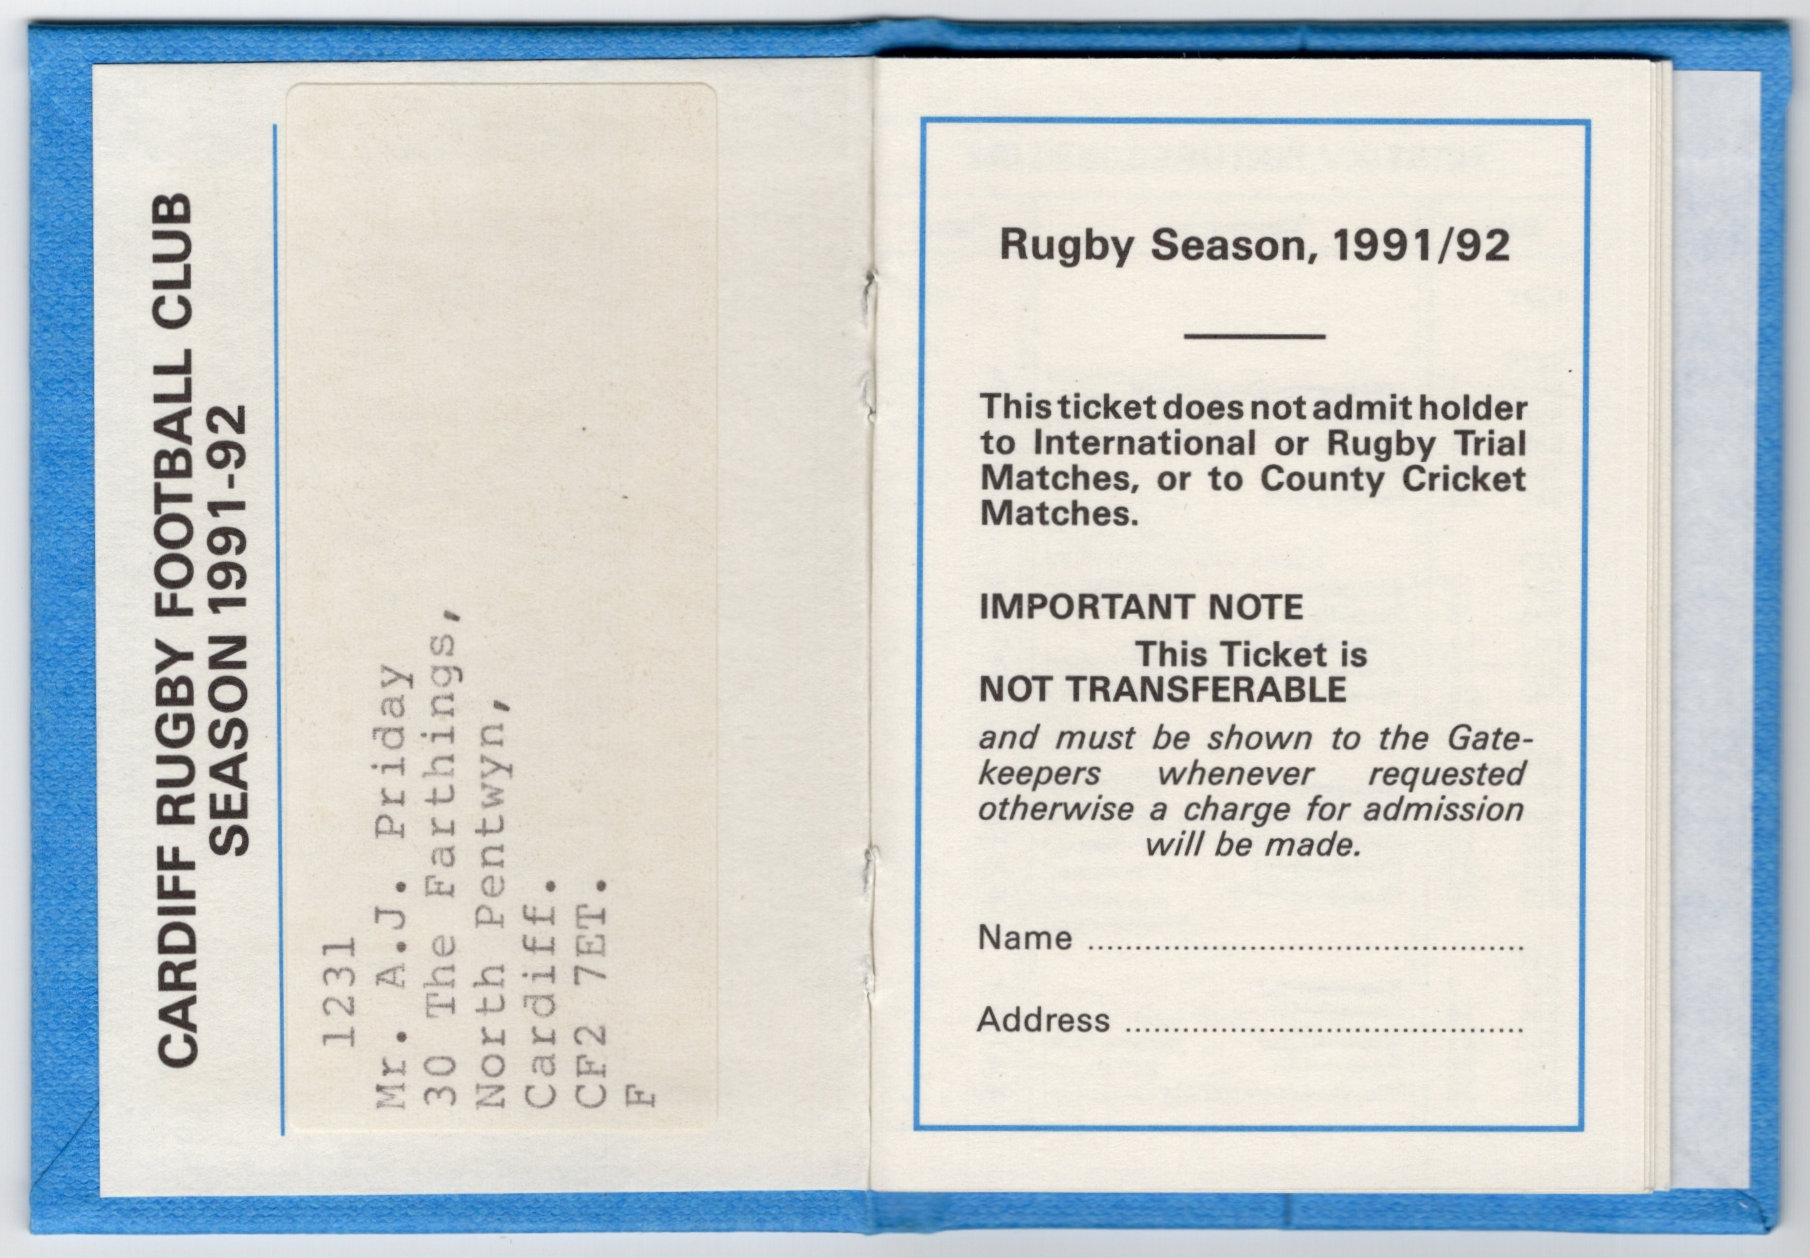 CARDIFF RUGBY FOOTBALL CLUB
SEASON 1991-92
1231
Mr. A.J. Priday
30 The Farthings,
North Pentwyn,
Cardiff.
CF2 7ET.
F
Rugby Season, 1991/92
This ticket does not admit holder
to International or Rugby Trial
Matches, or to County Cricket
Matches.
IMPORTANT NOTE
This Ticket is
NOT TRANSFERABLE
and must be shown to the Gate-
keepers whenever requested
otherwise a charge for admission
will be made.
Name ........................................
Address ....................................